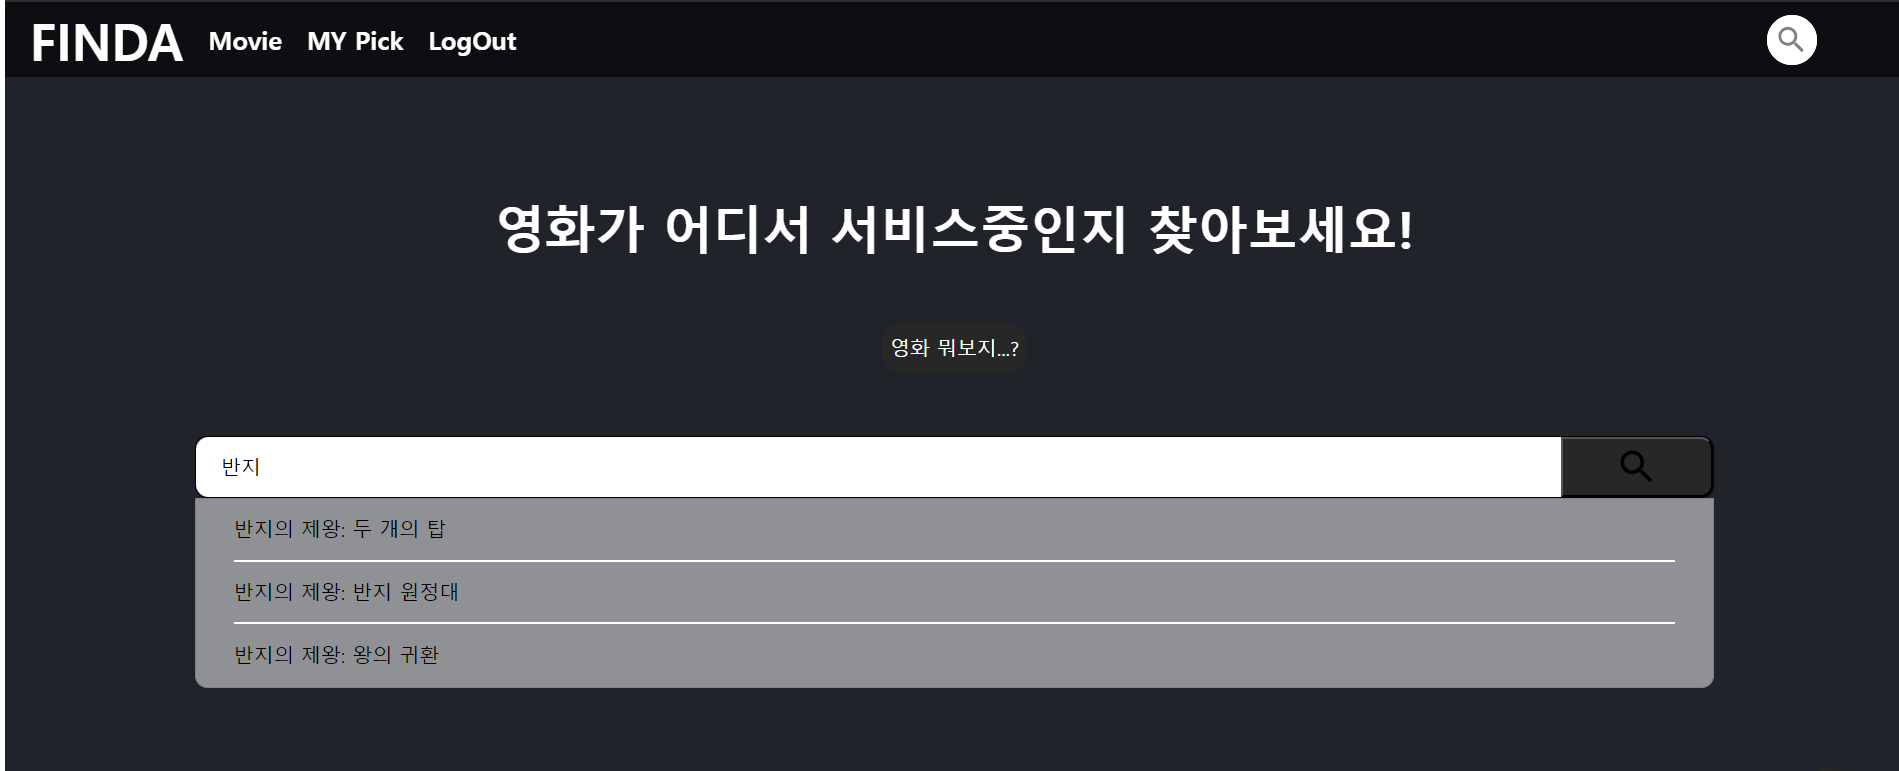 FINDA Movie MY Pick LogOut
영화가 어디서 서비스중인지 찾아보세요!
영화 뭐보지...?
반지
반지의 제왕: 두 개의 탑
반지의 제왕: 반지 원정대
반지의 제왕: 왕의 귀환